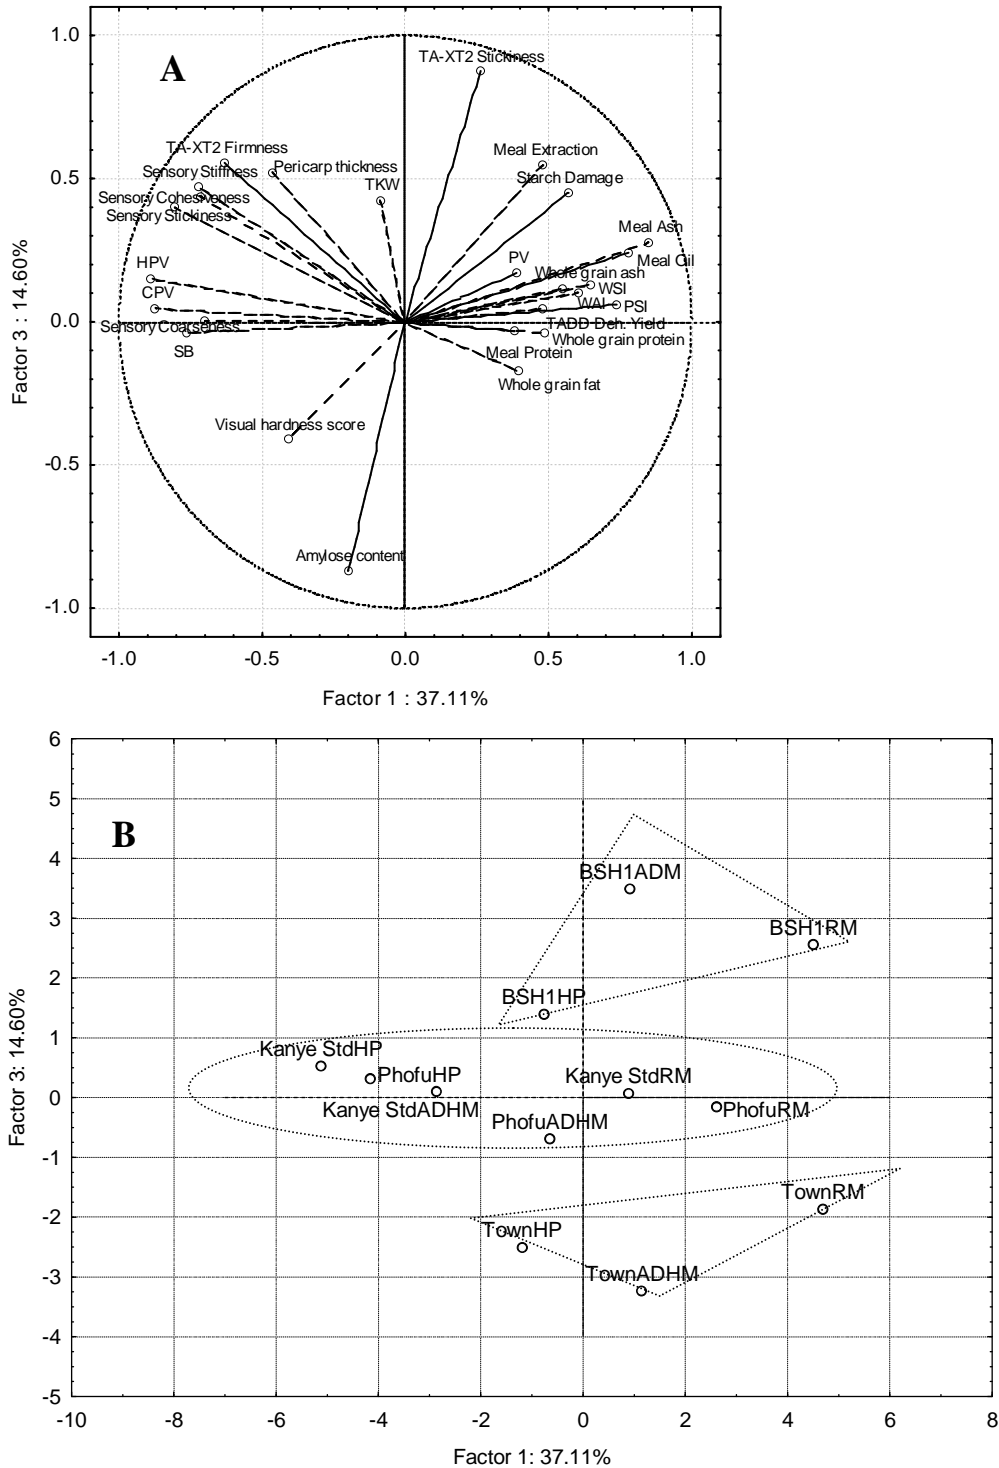 1.0
TA-XT2 Stickiness
A
TA-XT2 Firmness
Pericarp thickness
Meal Extraction
0.5
Sensory Stiffness
TKW
Starch Damage
Sensory Cohesiveness
Sensory Stickiness
Meal Ash
HPV
PV
Meal Oil
Whole grain ash
CPV
WSI
WAI
PSI
0.0
Sensory Coarseness
TADD Deh. Yield
Whole grain protein
SB
Meal Protein
Whole grain fat
Visual hardness score
-0.5
Amylose content
-1.0
-1.0 -0.5 0.0 0.5 1.0
Factor 1 : 37.11%
Factor 3 : 14.60%
6
5
B
4
BSH1ADM
3
BSH1RM
2
BSH1HP
1
Kanye StdHP
PhofuHP
Kanye StdRM
0
Kanye StdADHM
PhofuRM
PhofuADHM
-1
TownRM
-2
TownHP
-3
TownADHM
-4
-5
-10 -8 -6 -4 -2 0 2 4 6 8
Factor 1: 37.11%
Factor 3: 14.60%